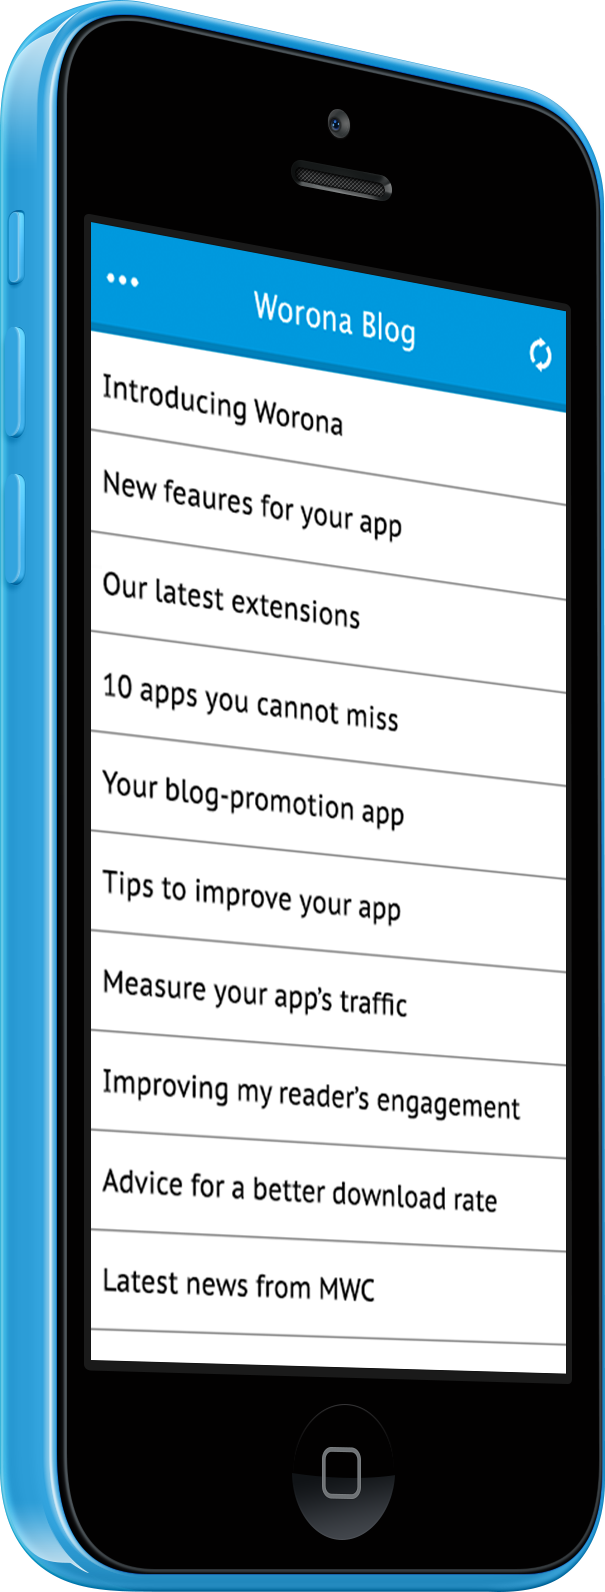 Worona Blog
Introducing Worona
New feaures for your app
Our latest extensions
10 apps you cannot miss
Your blog-promotion app
Tips to improve your app
Measure your app’s traffic
Improving my reader’s engagement
Advice for a better download rate
Latest news from MWC